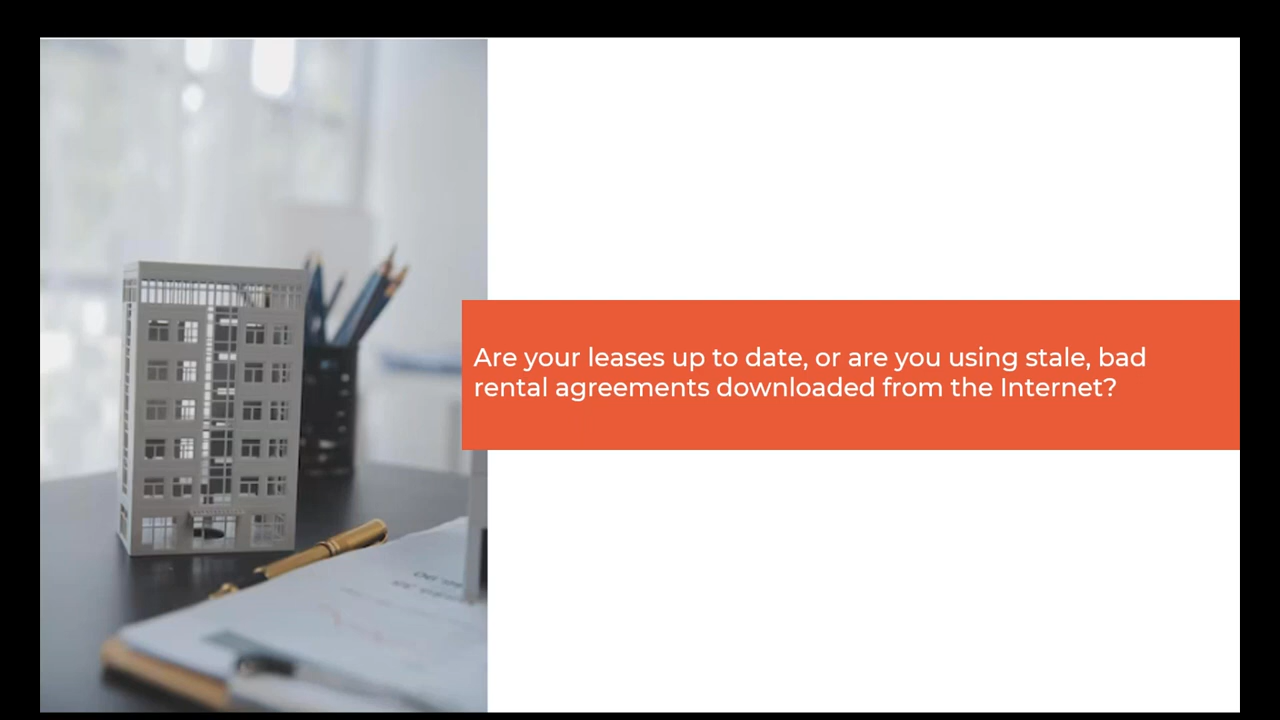 Are your leases up to date, or are you using stale, bad
rental agreements downloaded from the Internet?